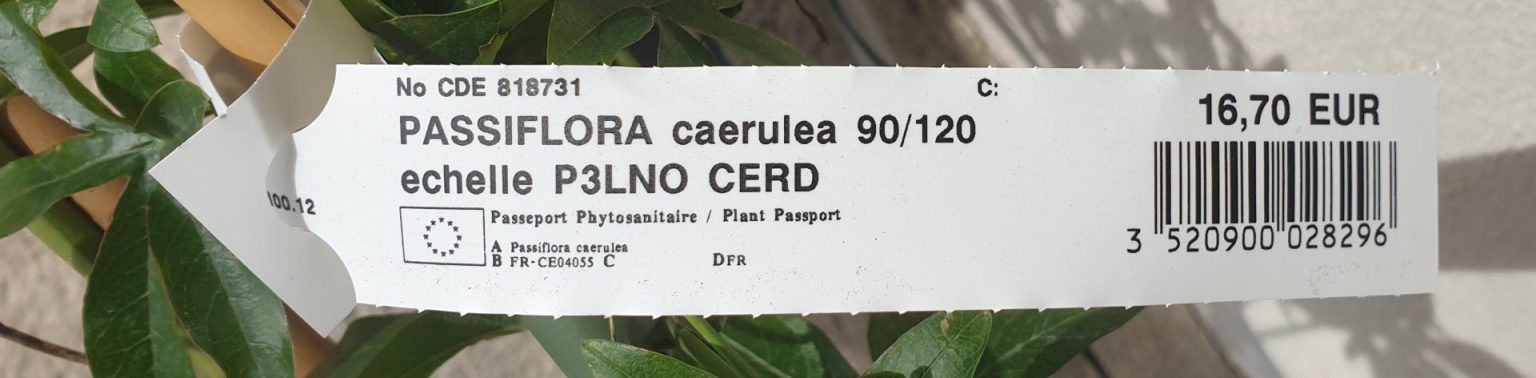 No CDE 818731 C:
16,70 EUR
PASSIFLORA caerulea 90/120
echelle P3LNO CERD
100.12
Passeport Phytosanitaire / Plant Passport
A Passiflora caerulea
B FR-CE04055 C DFR
3 520900 028296